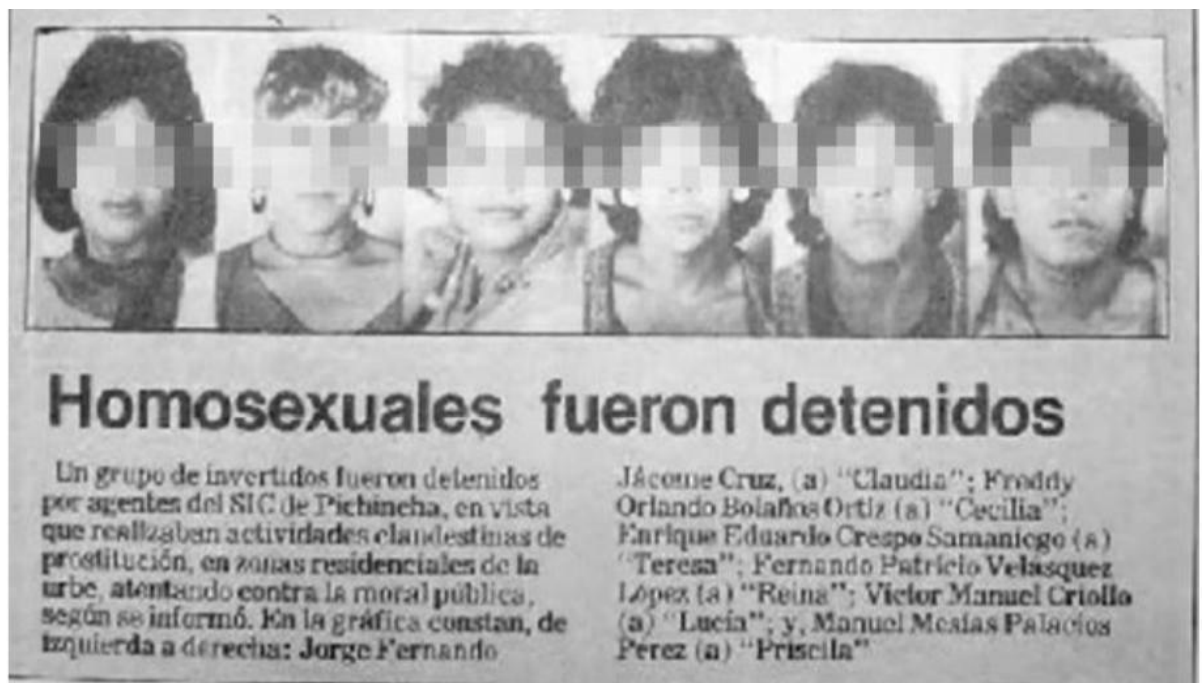 Homosexuales fueron detenidos
Un grupo de invertidos fueron detenidos
por agentes del SIC de Pichincha, en vista
que realizaban actividades clandestinas de
prostitución, en zonas residenciales de la
urbe, atentando contra la moral pública,
según se informó. En la gráfica constan, de
izquierda a derecha: Jorge Fernando
Jácome Cruz, (a) "Claudia"; Freddy
Orlando Bolaños Ortiz (a) "Cecilia";
Enrique Eduardo Crespo Samaniego (a)
"Teresa"; Fernando Patricio Velasquez
López (a) "Reina"; Victor Manuel Criollo
(a) "Lucía"; y, Manuel Mesías Palacios
Perez (a) "Priscila"